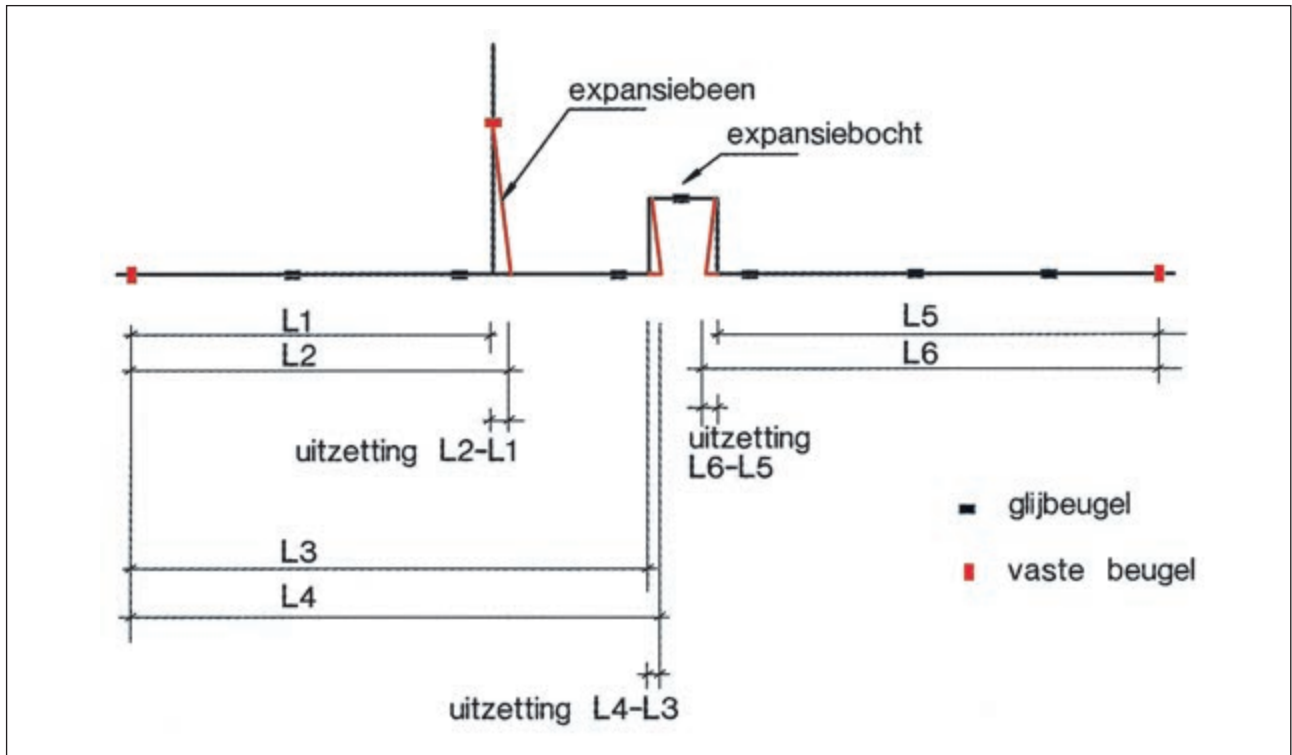 expansiebeen
expansiebocht
L1
L5
L2
L6
uitzetting L2-L1
uitzetting
L6-L5
glijbeugel
L3
vaste beugel
L4
uitzetting L4-L3